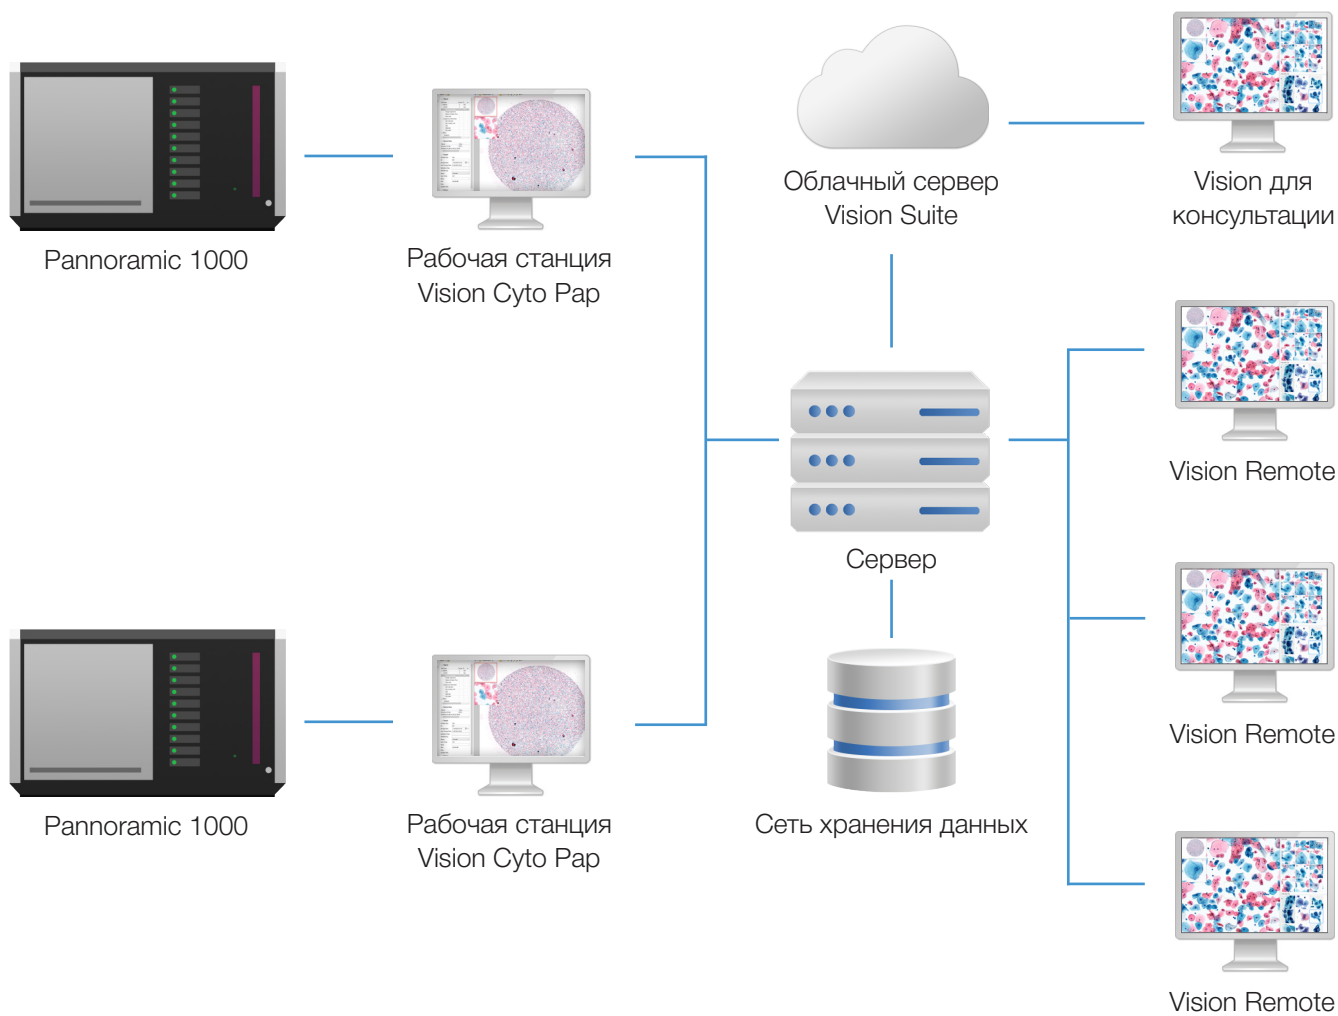 Облачный сервер
Vision Suite
Vision для
консультации
Pannoramic 1000
Рабочая станция
Vision Cyto Pap
Vision Remote
Сервер
Vision Remote
Pannoramic 1000
Рабочая станция
Vision Cyto Pap
Сеть хранения данных
Vision Remote